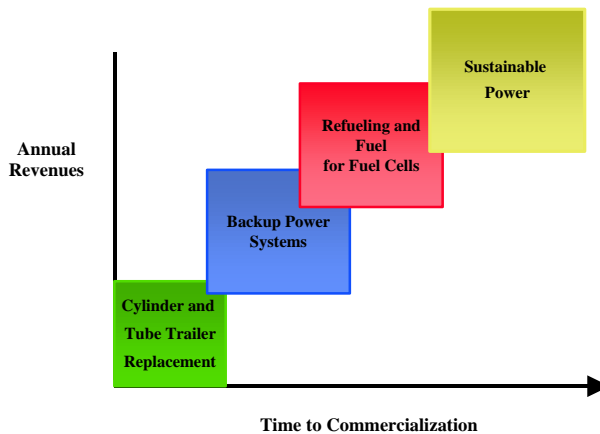 Sustainable
Power
Refueling and
Fuel
for Fuel Cells
Annual
Revenues
Backup Power
Systems
Cylinder and
Tube Trailer
Replacement
Time to Commercialization